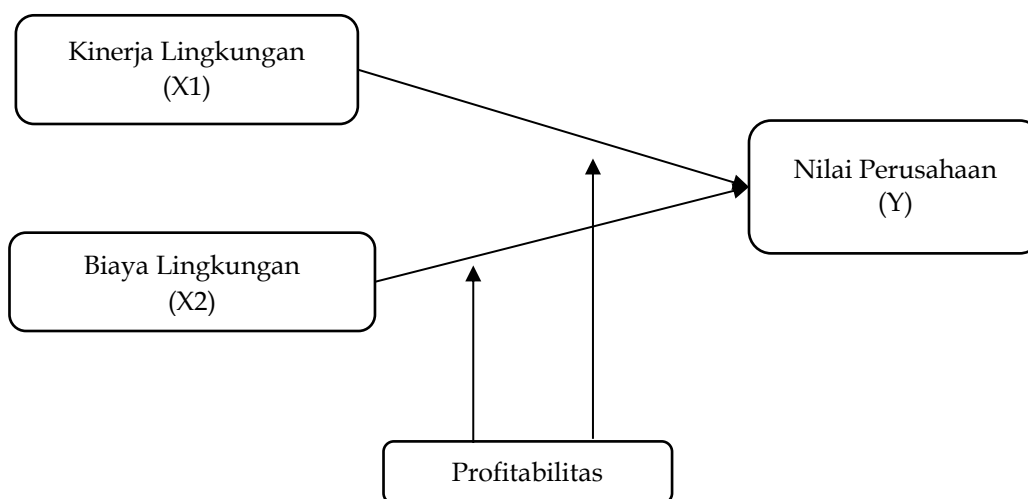 Kinerja Lingkungan
(X1)
Nilai Perusahaan
(Y)
Biaya Lingkungan
(X2)
Profitabilitas